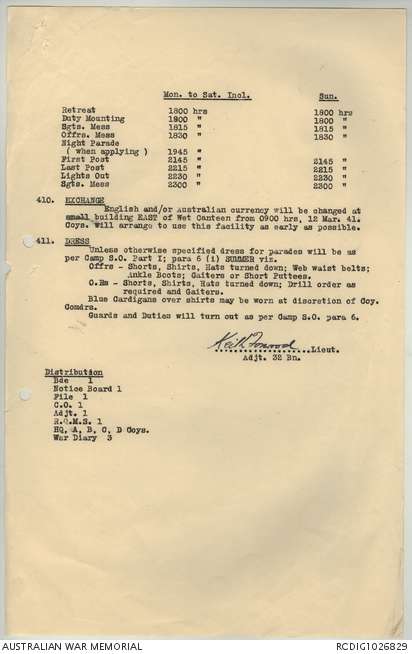 Mon. to Sat. Incl. Sun.
Retreat 1800 hrs 1800 hrs
Duty Mounting 1800 " 1800 "
Sgts. Mess 1815 " 1815 "
Offrs. Mess 1830 " 1830 "
Night Parade
( when applying ) 1945 "
First Post 2145 " 2145 "
Last Post 2215 " 2215 "
Lights Out 2230 " 2230 "
Sgts. Mess 2300 " 2300 "
410. EXCHANGE
English and/or Australian currency will be changed at
small building EAST of Wet Canteen from 0900 hrs, 12 Mar. 41.
Coys. will arrange to use this facility as early as possible.
411. DRESS
Unless otherwise specified dress for parades will be as
per Camp S.O. Part I; para 6 (i) SUMMER viz.
Offrs - Shorts, Shirts, Hats turned down; Web waist belts;
Ankle Boots; Gaiters or Short Puttees.
O.Rs - Shorts, Shirts, Hats turned down; Drill order as
required and Gaiters.
Blue Cardigans over shirts may be worn at discretion of Coy.
Comdrs.
Guards and Duties will turn out as per Camp S.O. para 6.
Keith .......... Lieut.
Adjt. 32 Bn.
Distribution
Bde 1
Notice Board 1
File 1
C.O. 1
Adjt. 1
R.Q.M.S. 1
HQ, A, B, C, D Coys.
War Diary 3
AUSTRALIAN WAR MEMORIAL RCDIG1026829